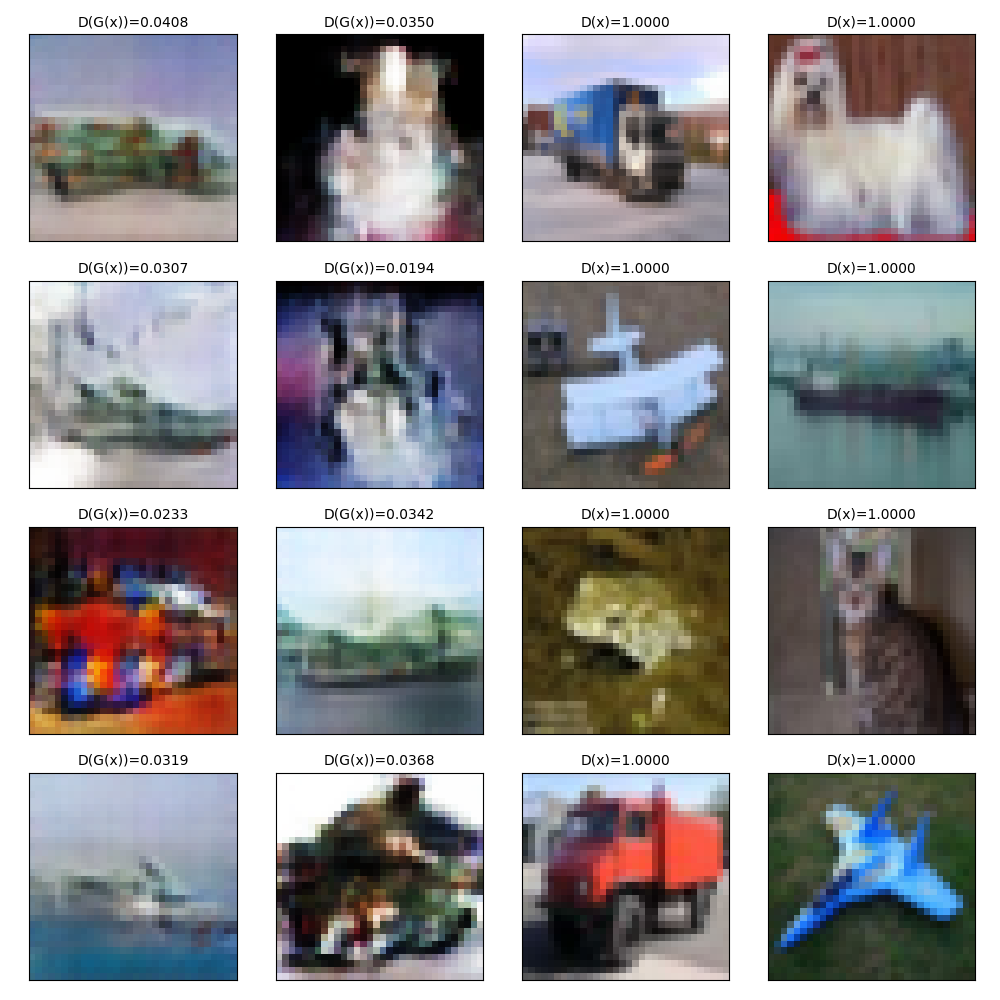 D(G(x))=0.0408 D(G(x))=0.0350 D(x)=1.0000 D(x)=1.0000
D(G(x))=0.0307 D(G(x))=0.0194 D(x)=1.0000 D(x)=1.0000
D(G(x))=0.0233 D(G(x))=0.0342 D(x)=1.0000 D(x)=1.0000
D(G(x))=0.0319 D(G(x))=0.0368 D(x)=1.0000 D(x)=1.0000